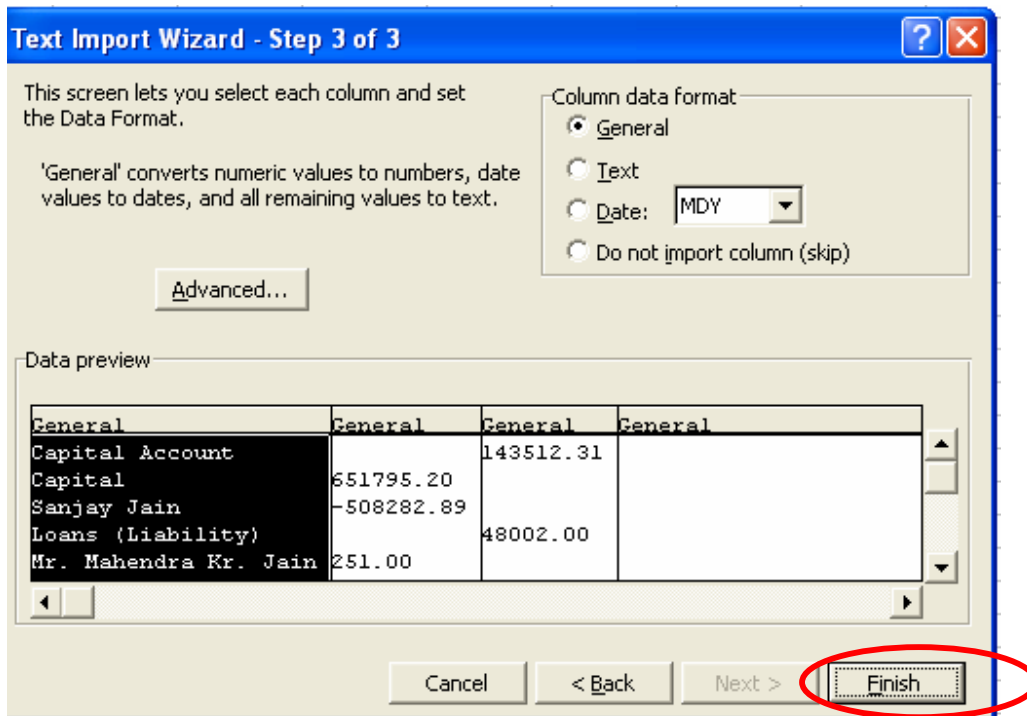 Text Import Wizard - Step 3 of 3
This screen lets you select each column and set
the Data Format.
'General' converts numeric values to numbers, date
values to dates, and all remaining values to text.
Advanced...
Column data format
General
Text
Date: MDY
Do not import column (skip)
Data preview
General General General General
Capital Account 143512.31
Capital 651795.20
Sanjay Jain -508282.89
Loans (Liability) 48002.00
Mr. Mahendra Kr. Jain 251.00
Cancel < Back Next > Finish